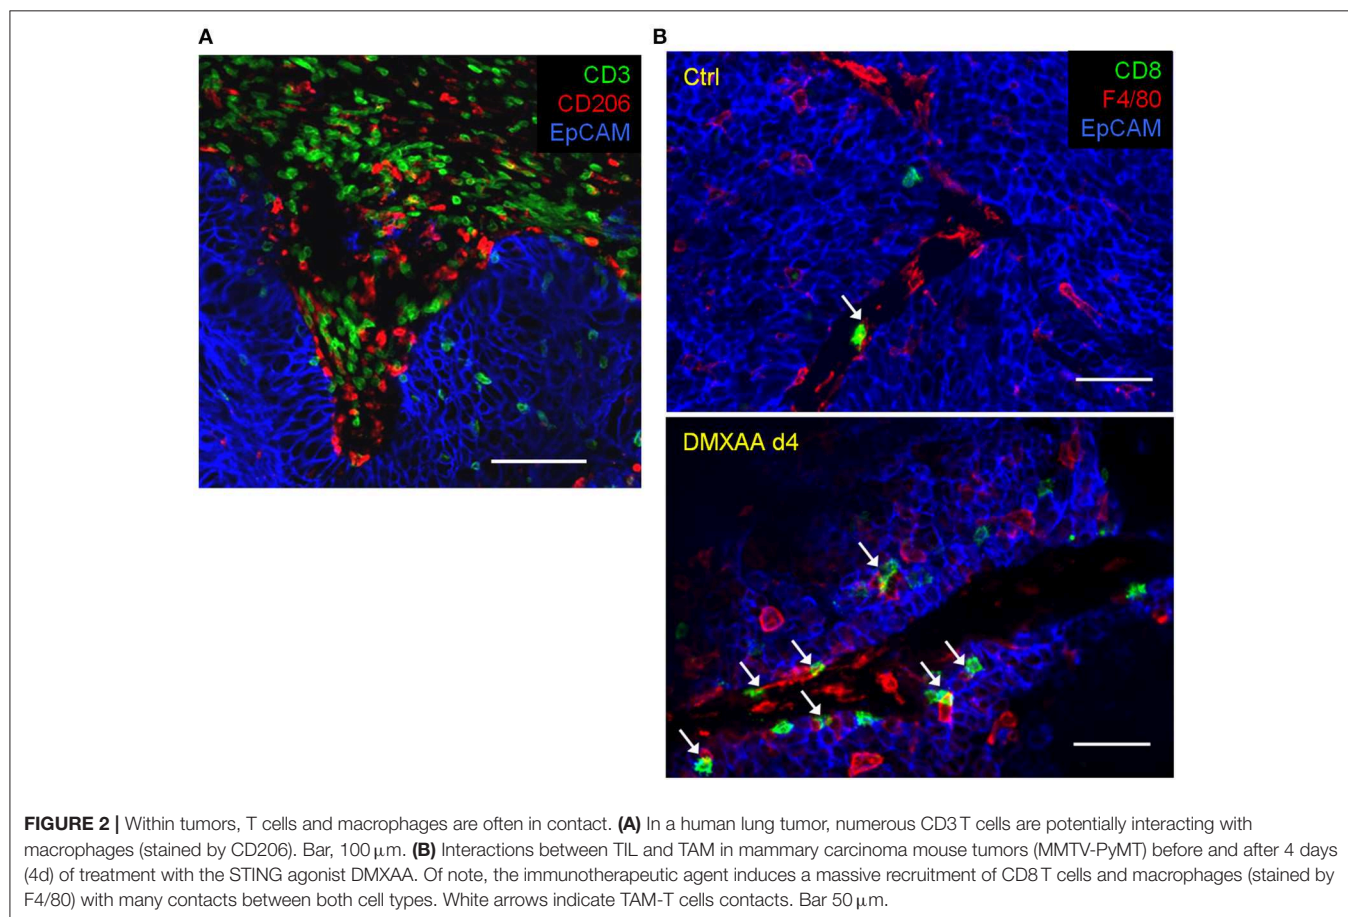 A
CD3
CD206
EpCAM
B
Ctrl
CD8
F4/80
EpCAM
DMXAA d4
FIGURE 2 | Within tumors, T cells and macrophages are often in contact. (A) In a human lung tumor, numerous CD3 T cells are potentially interacting with
macrophages (stained by CD206). Bar, 100 μm. (B) Interactions between TIL and TAM in mammary carcinoma mouse tumors (MMTV-PyMT) before and after 4 days
(4d) of treatment with the STING agonist DMXAA. Of note, the immunotherapeutic agent induces a massive recruitment of CD8 T cells and macrophages (stained by
F4/80) with many contacts between both cell types. White arrows indicate TAM-T cells contacts. Bar 50 μm.